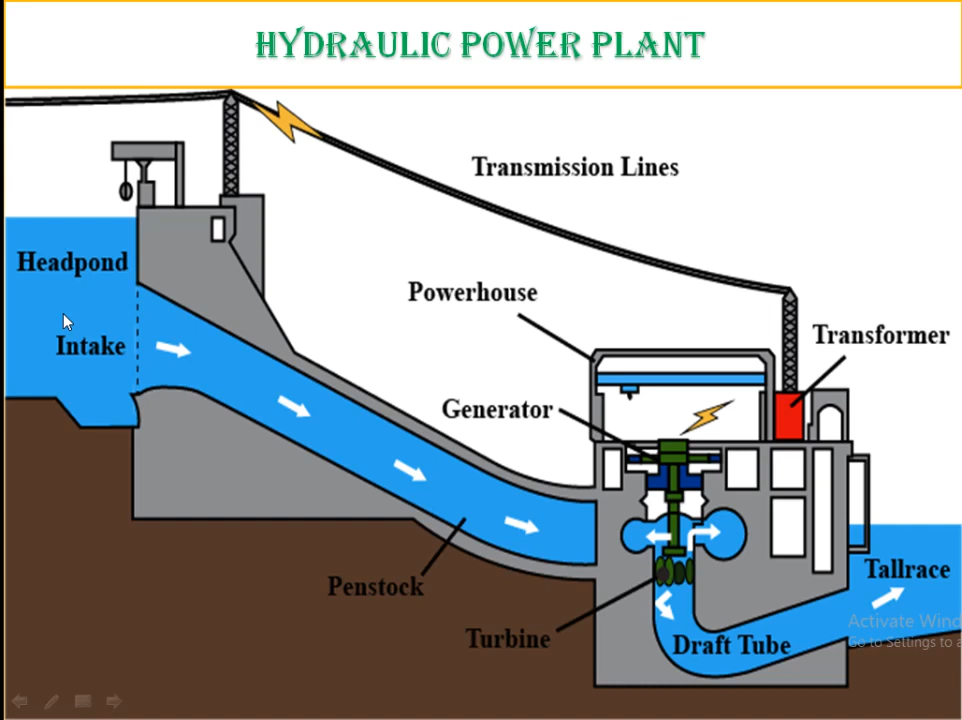 HYDRAULIC POWER PLANT
Transmission Lines
Headpond
Powerhouse
Intake
Transformer
Generator
Tallrace
Penstock
Activate Wind
Go to Settings to a
Turbine
Draft Tube